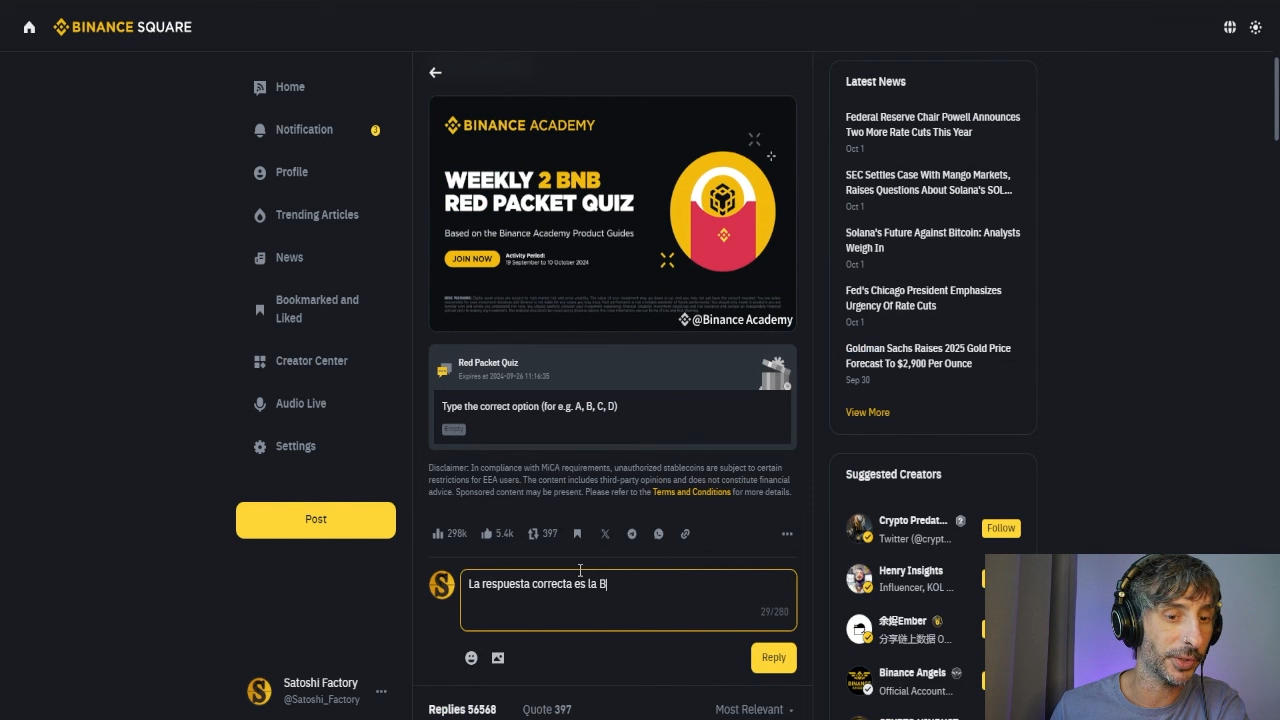 BINANCE SQUARE
Home
Notification
3
Profile
Trending Articles
News
Bookmarked and
Liked
Creator Center
Audio Live
Settings
Post
Satoshi Factory
@Satoshi_Factory
BINANCE ACADEMY
WEEKLY 2 BNB
RED PACKET QUIZ
Based on the Binance Academy Product Guides
JOIN NOW
Activity Period:
19 September to 10 October 2024
@Binance Academy
Red Packet Quiz
Expires at 2024-09-26 11:16:35
Type the correct option (for e.g. A, B, C, D)
Empty
Disclaimer: In compliance with MiCA requirements, unauthorized stablecoins are subject to certain
restrictions for EEA users. The content includes third-party opinions and does not constitute financial
advice. Sponsored content may be present. Please refer to the Terms and Conditions for more details.
298k
5.4k
397
La respuesta correcta es la B
29/280
Reply
Replies 56568
Quote 397
Most Relevant
Latest News
Federal Reserve Chair Powell Announces
Two More Rate Cuts This Year
Oct 1
SEC Settles Case With Mango Markets,
Raises Questions About Solana's SOL...
Oct 1
Solana's Future Against Bitcoin: Analysts
Weigh In
Oct 1
Fed's Chicago President Emphasizes
Urgency Of Rate Cuts
Oct 1
Goldman Sachs Raises 2025 Gold Price
Forecast To $2,900 Per Ounce
Sep 30
View More
Suggested Creators
Crypto Predat...
Twitter (@crypt...
Follow
Henry Insights
Influencer, KOL ...
余烬Ember
分享链上数据 O...
Binance Angels
Official Account...